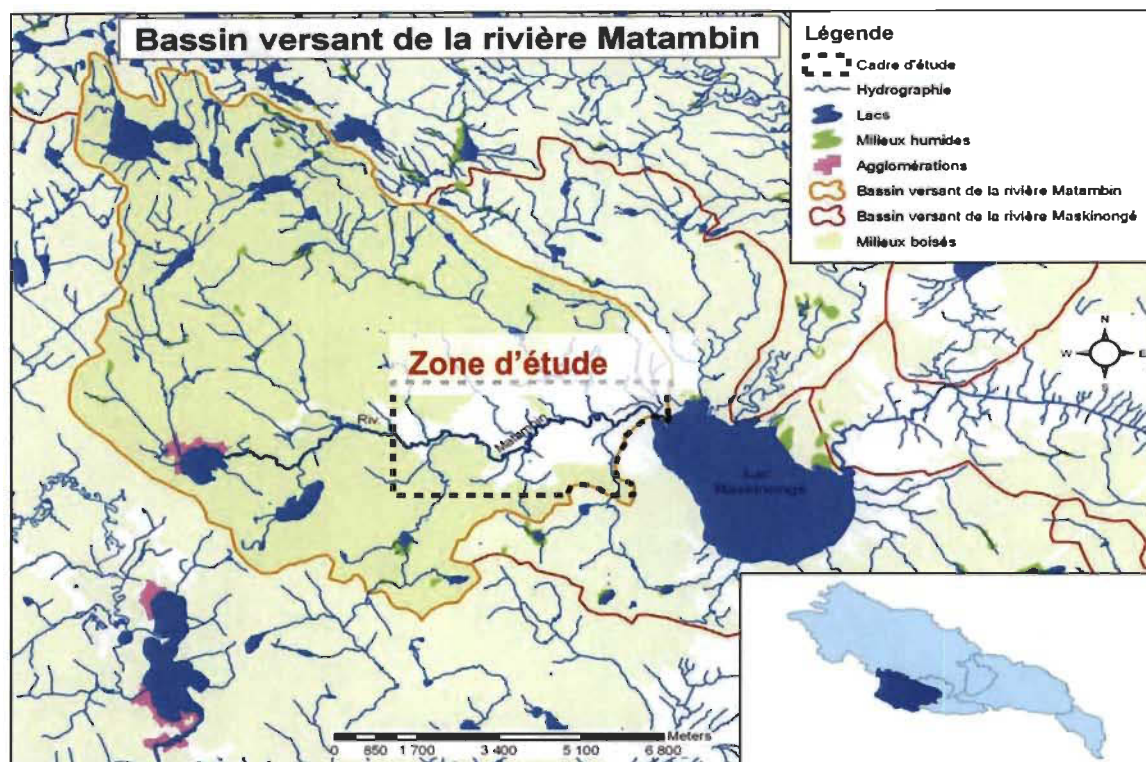 Bassin versant de la rivière Matambin
Légende
Cadre d'étude
Hydrographie
Lacs
Milieux humides
Agglomérations
Bassin versant de la rivière Matambin
Bassin versant de la rivière Maskinongé
Milieux boisés
N
W
E
S
Zone d'étude
Riv.
Matambin
Lac
Maskinongé
Meters
0 850 1 700 3 400 5 100 6 800